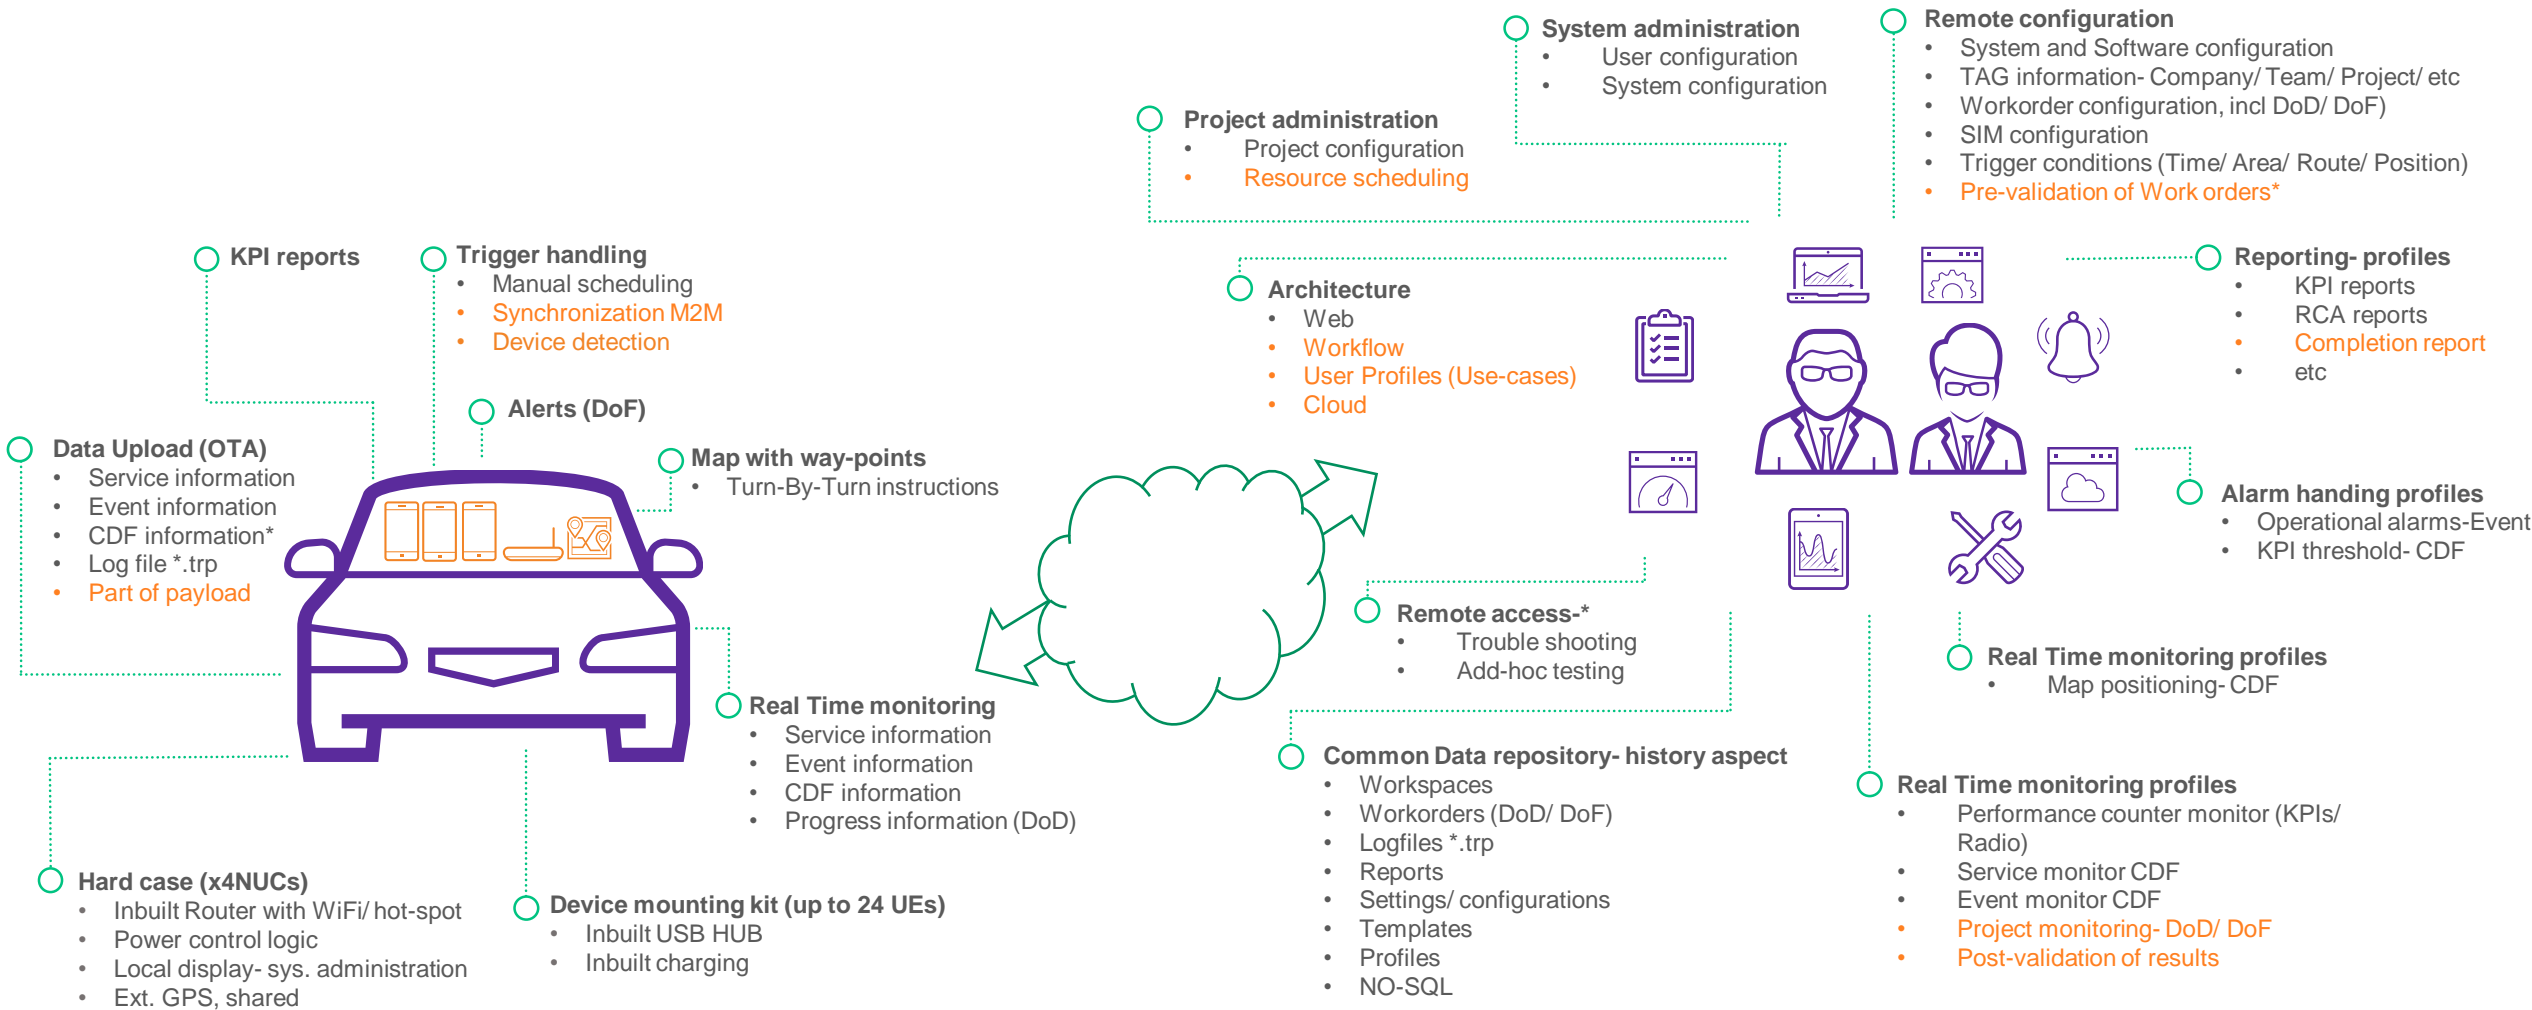 System administration
• User configuration
• System configuration
Remote configuration
• System and Software configuration
• TAG information- Company/ Team/ Project/ etc
• Workorder configuration, incl DoD/ DoF)
• SIM configuration
• Trigger conditions (Time/ Area/ Route/ Position)
• Pre-validation of Work orders*
Project administration
• Project configuration
• Resource scheduling
KPI reports
Trigger handling
• Manual scheduling
• Synchronization M2M
• Device detection
Architecture
• Web
• Workflow
• User Profiles (Use-cases)
• Cloud
Reporting- profiles
• KPI reports
• RCA reports
• Completion report
• etc
Alerts (DoF)
Data Upload (OTA)
• Service information
• Event information
• CDF information*
• Log file *.trp
• Part of payload
Map with way-points
• Turn-By-Turn instructions
Alarm handing profiles
• Operational alarms-Event
• KPI threshold- CDF
Remote access-*
• Trouble shooting
• Add-hoc testing
Real Time monitoring profiles
• Map positioning- CDF
Real Time monitoring
• Service information
• Event information
• CDF information
• Progress information (DoD)
Common Data repository- history aspect
• Workspaces
• Workorders (DoD/ DoF)
• Logfiles *.trp
• Reports
• Settings/ configurations
• Templates
• Profiles
• NO-SQL
Real Time monitoring profiles
• Performance counter monitor (KPIs/
Radio)
• Service monitor CDF
• Event monitor CDF
• Project monitoring- DoD/ DoF
• Post-validation of results
Hard case (x4NUCs)
• Inbuilt Router with WiFi/ hot-spot
• Power control logic
• Local display- sys. administration
• Ext. GPS, shared
Device mounting kit (up to 24 UEs)
• Inbuilt USB HUB
• Inbuilt charging